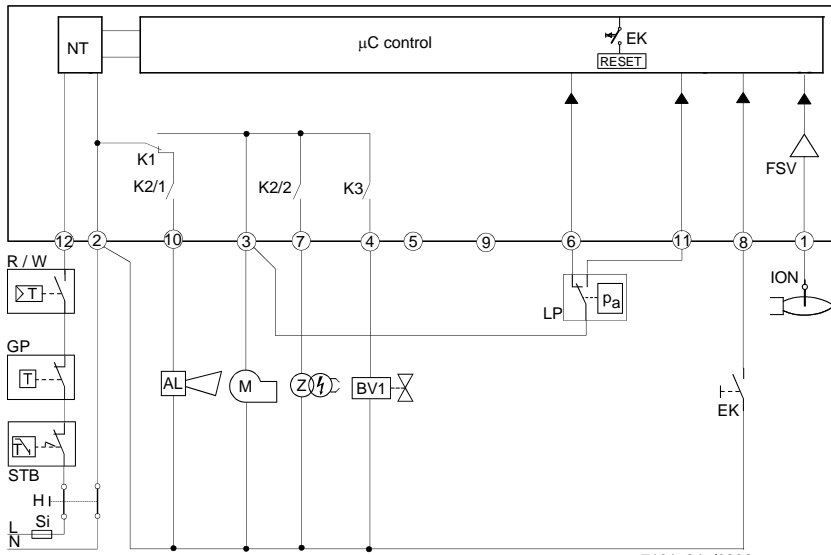 NT
µC control
EK
RESET
FSV
K1
K2/1
K2/2
K3
12
2
10
3
7
4
5
9
6
11
8
1
R / W
T
LP
pa
ION
GP
T
AL
M
Z
BV1
EK
T
STB
H
L
Si
N